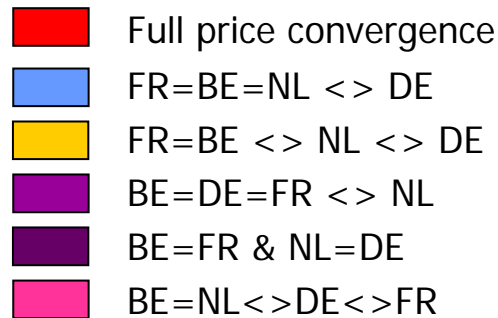 Full price convergence
FR=BE=NL <> DE
FR=BE <> NL <> DE
BE=DE=FR <> NL
BE=FR & NL=DE
BE=NL<>DE<>FR